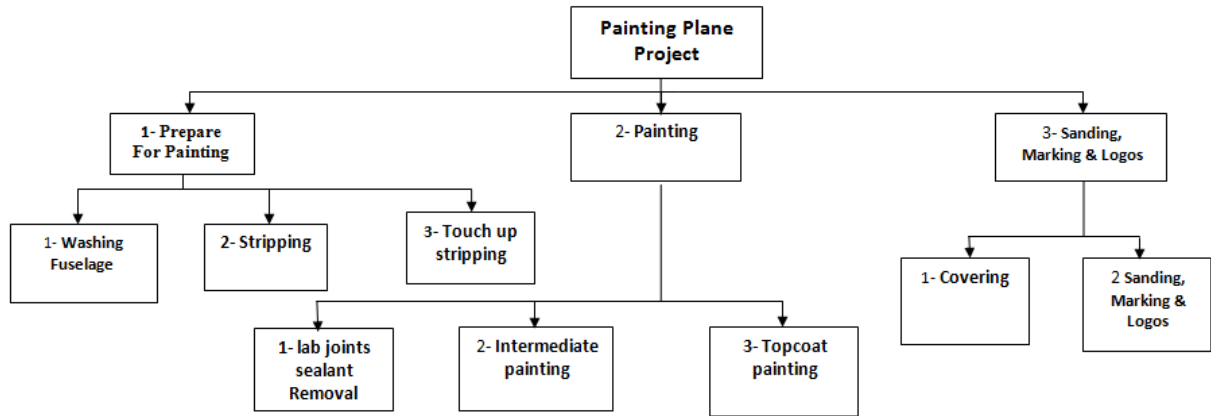 Painting Plane
Project
1- Prepare
For Painting
2- Painting
3- Sanding,
Marking & Logos
1- Washing
Fuselage
2- Stripping
3- Touch up
stripping
1- lab joints
sealant
Removal
2- Intermediate
painting
3- Topcoat
painting
1- Covering
2 Sanding,
Marking &
Logos